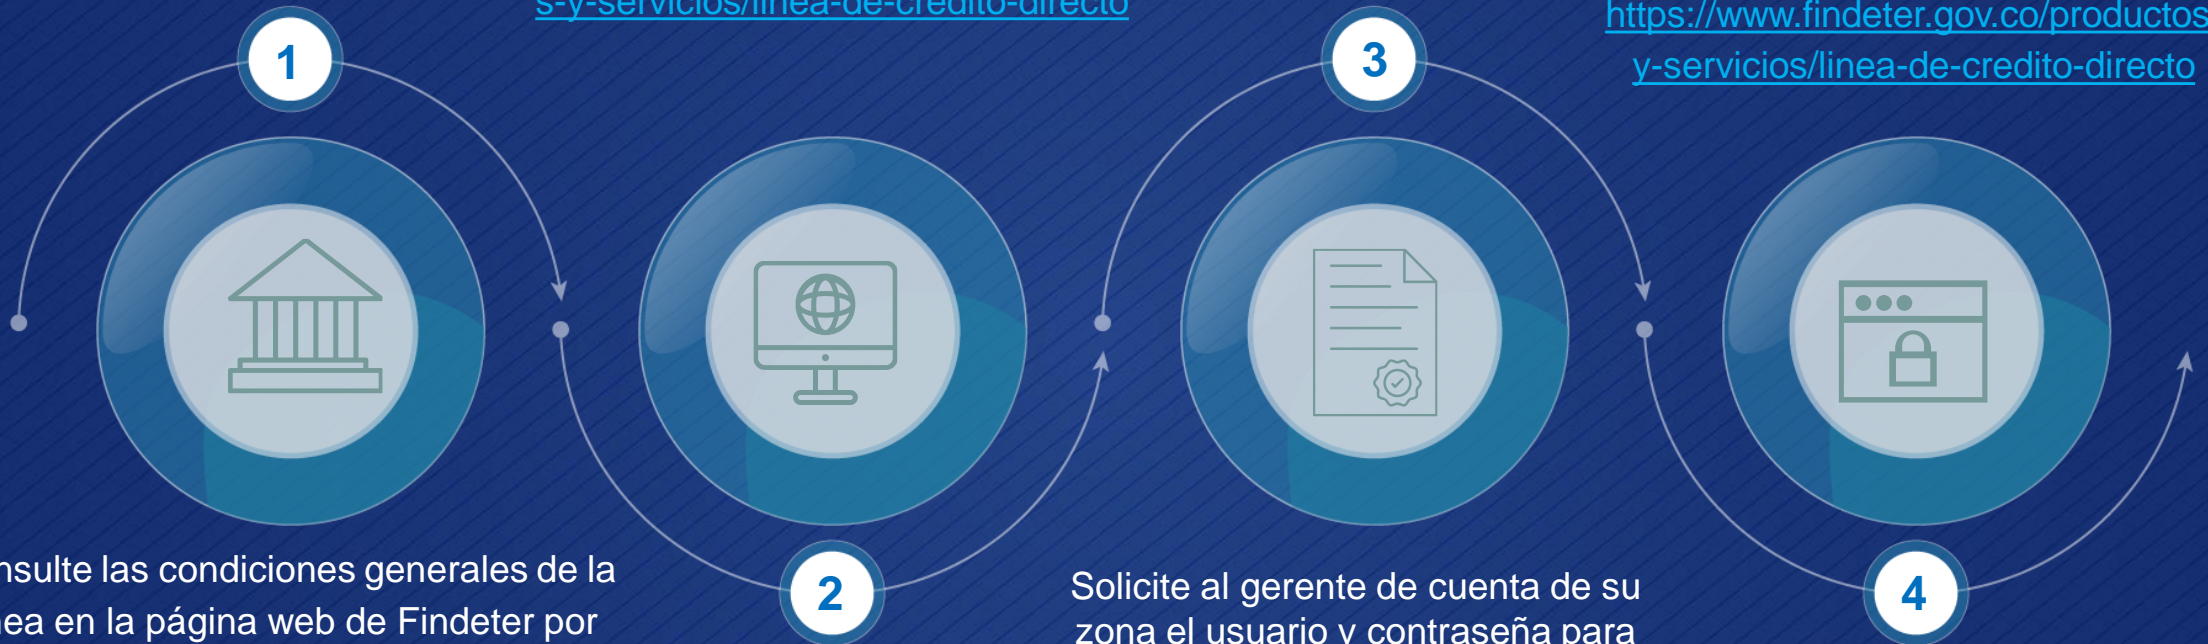 s-y-servicios/linea-de-credito-directo
https://www.findeter.gov.co/productos
y-servicios/linea-de-credito-directo
1
3
2
4
nsulte las condiciones generales de la
nea en la página web de Findeter por
Solicite al gerente de cuenta de su
zona el usuario y contraseña para